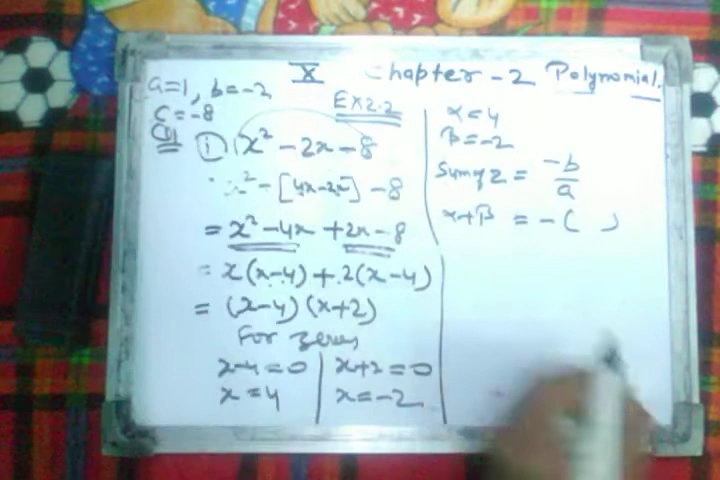 X Chapter - 2 Polynomial.
a=1, b=-2
c=-8
EX 2.2
Q1 i) x² - 2x - 8
x² - [4x-2x] - 8
= x² - 4x + 2x - 8
= x(x-4) + 2(x-4)
= (x-4) (x+2)
For zeros
x-4=0 | x+2=0
x=4 | x=-2
α=4
β=-2
Sum of z = -b/a
α+β = -( )